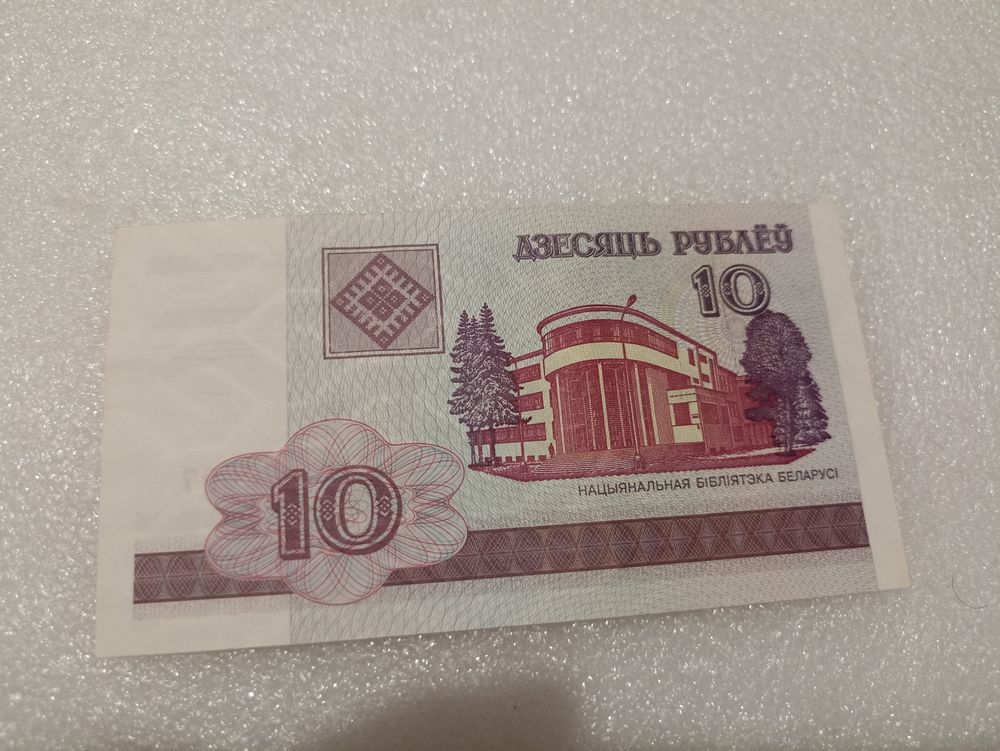 ДЗЕСЯЦЬ РУБЛЁЎ
10
НАЦЫЯНАЛЬНАЯ БІБЛІЯТЭКА БЕЛАРУСІ
10